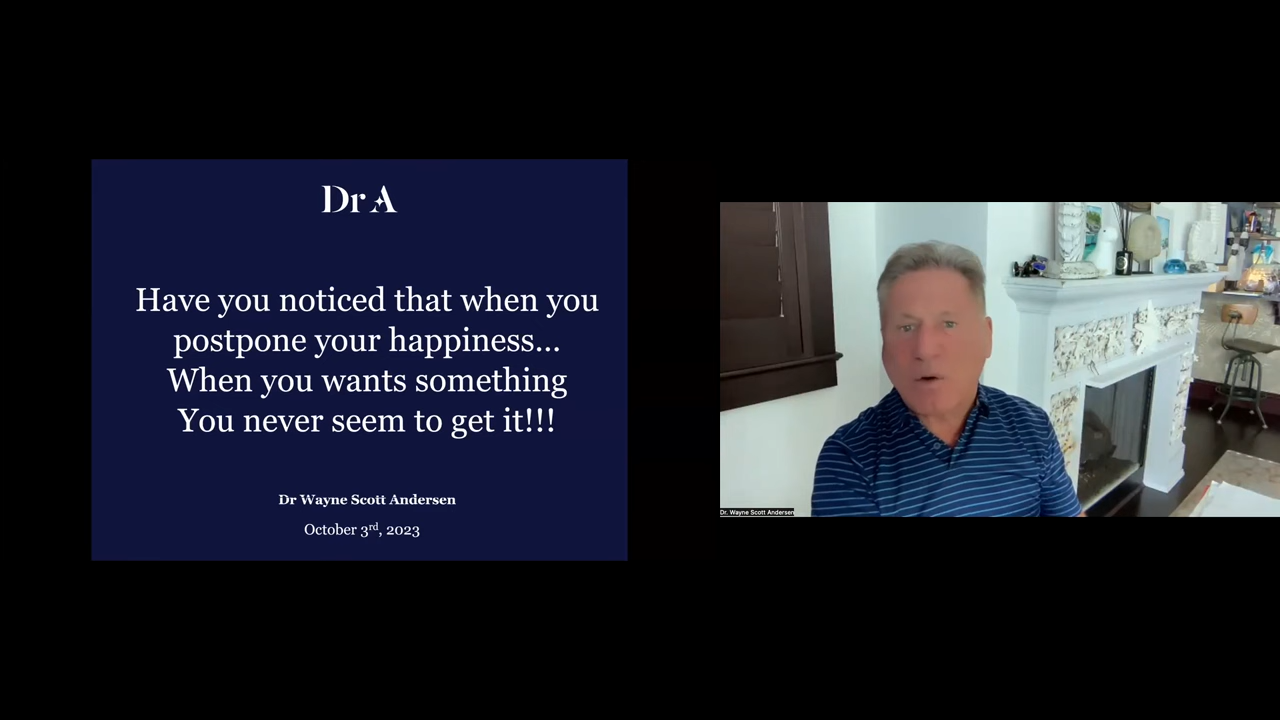 Dr A
Have you noticed that when you
postpone your happiness...
When you wants something
You never seem to get it!!!
Dr Wayne Scott Andersen
October 3rd, 2023
Dr. Wayne Scott Andersen